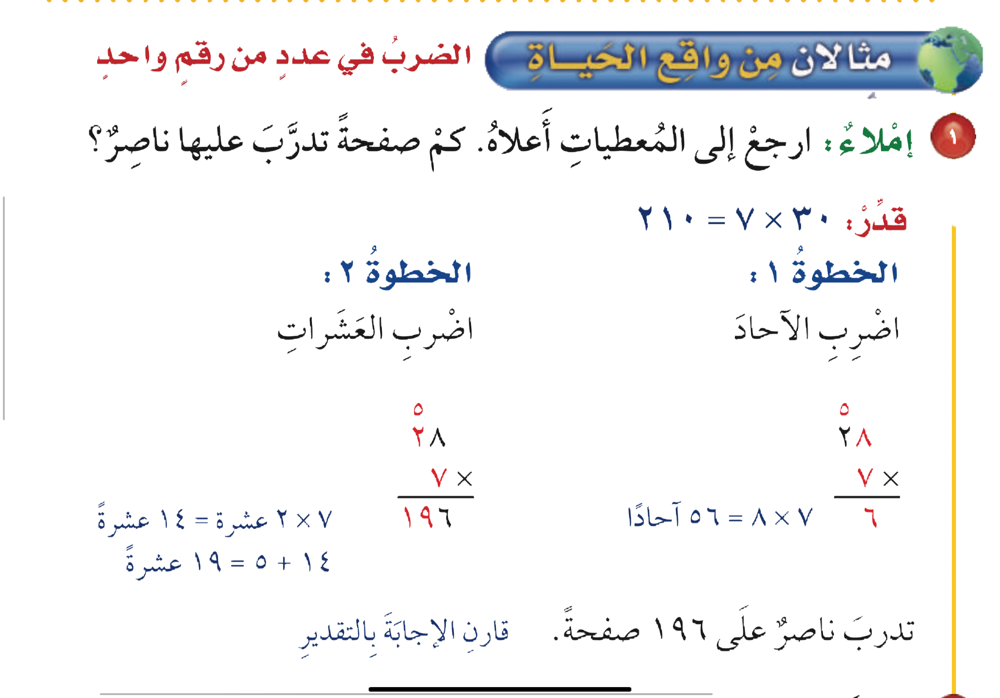 مثالان مِن واقِع الحَيــاةِ الضربُ في عددٍ من رقمٍ واحدٍ
١ إمْلاءٌ: ارجعْ إلى المُعطياتِ أَعلاهُ. كمْ صفحةً تدرَّبَ عليها ناصِرٌ؟
قدِّرْ: ٣٠ × ٧ = ٢١٠
الخطوةُ ١ : الخطوةُ ٢ :
اضْرِبِ الآحادَ اضْربِ العَشَراتِ
٥ ٥
٢٨ ٢٨
× ٧ × ٧
٦ ٧ × ٨ = ٥٦ آحادًا ١٩٦ ٧ × ٢ عشرة = ١٤ عشرةً
١٤ + ٥ = ١٩ عشرةً
تدربَ ناصرٌ علَى ١٩٦ صفحةً. قارنِ الإجابَةَ بِالتقديرِ